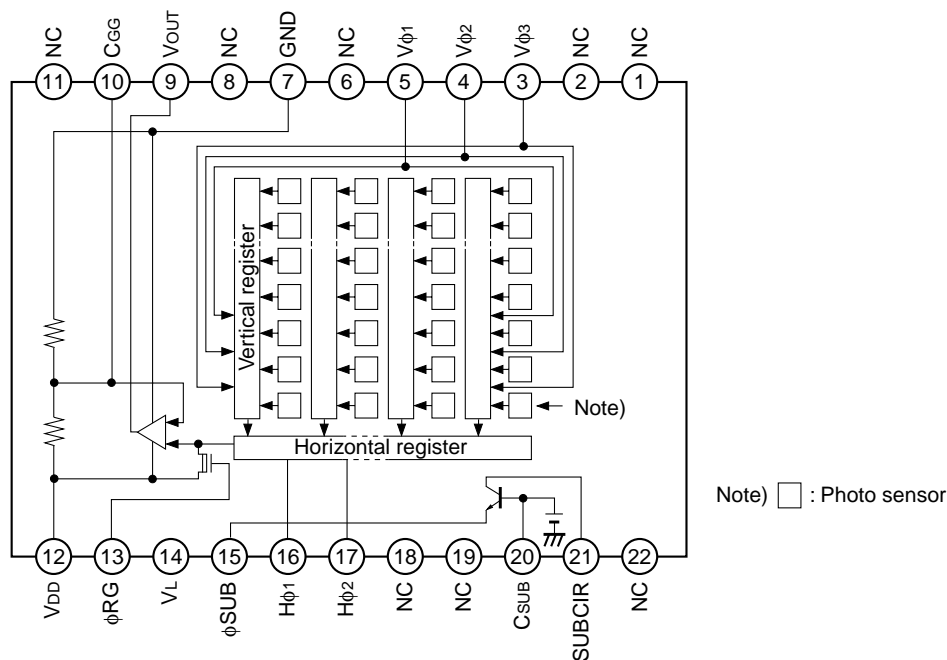 NC
CGG
VOUT
NC
GND
NC
Vϕ1
Vϕ2
Vϕ3
NC
NC
11
10
9
8
7
6
5
4
3
2
1
Vertical register
Note)
Horizontal register
Note) : Photo sensor
12
13
14
15
16
17
18
19
20
21
22
VDD
ϕRG
VL
ϕSUB
Hϕ1
Hϕ2
NC
NC
CSUB
SUBCIR
NC